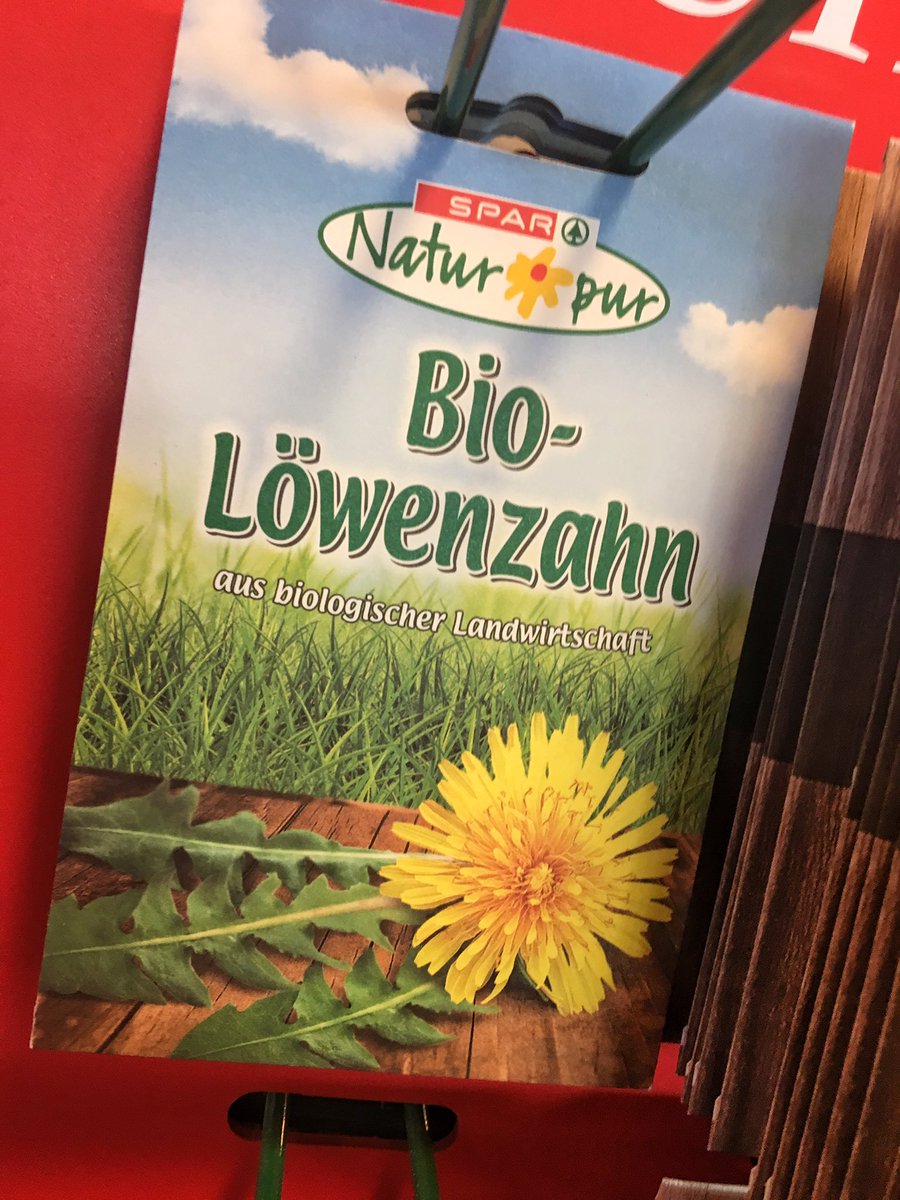 SPAR
Natur pur
Bio-
Löwenzahn
aus biologischer Landwirtschaft